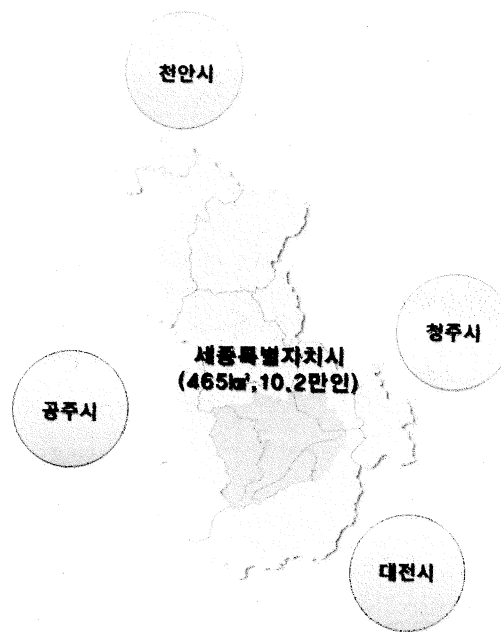 천안시
청주시
세종특별자치시
(465㎢,10.2만인)
공주시
대전시